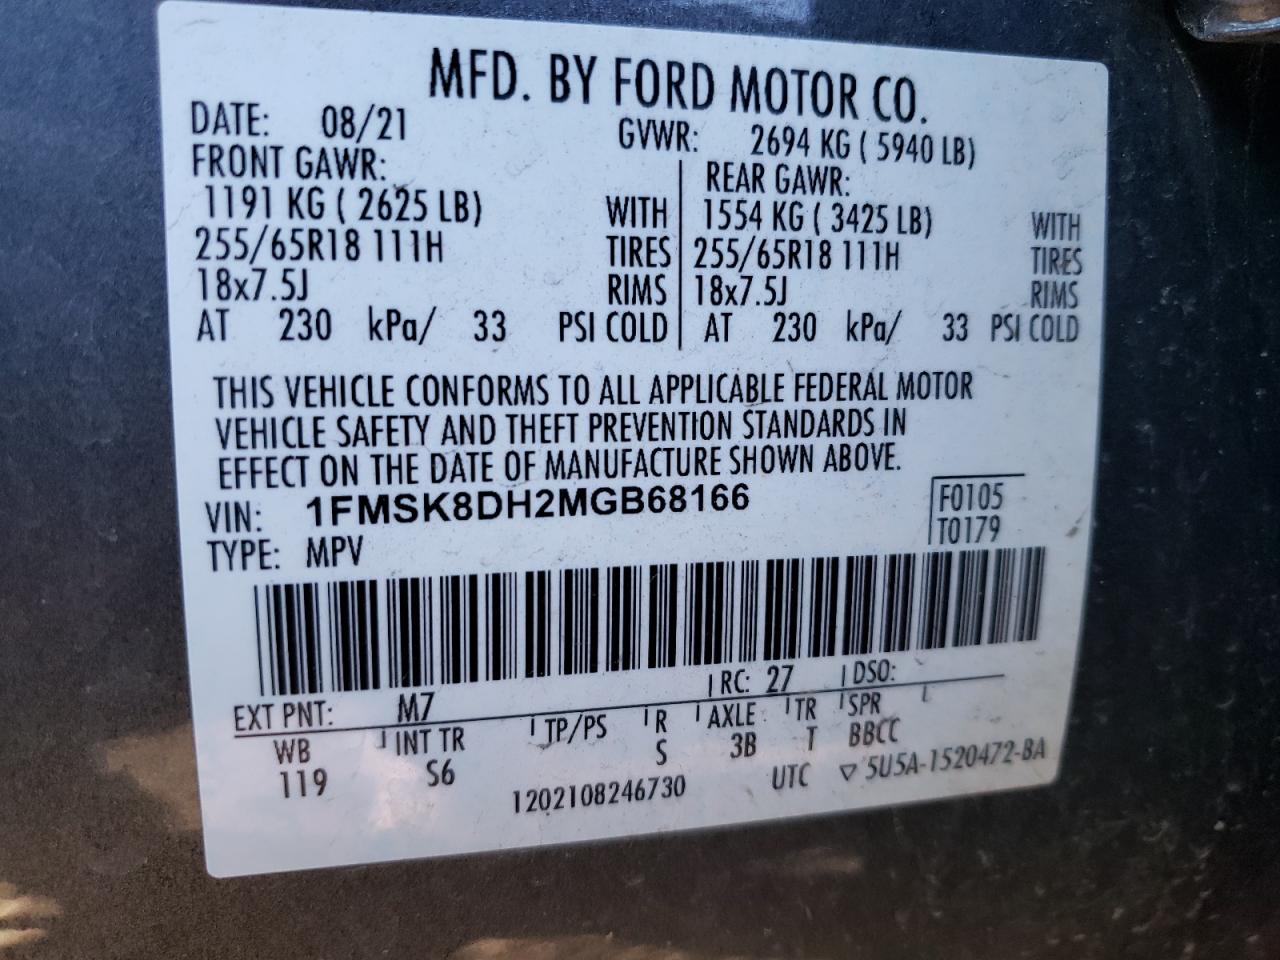 MFD. BY FORD MOTOR CO.
DATE: 08/21 GVWR: 2694 KG ( 5940 LB)
FRONT GAWR: REAR GAWR:
1191 KG ( 2625 LB) WITH 1554 KG ( 3425 LB) WITH
255/65R18 111H TIRES 255/65R18 111H TIRES
18x7.5J RIMS 18x7.5J RIMS
AT 230 kPa/ 33 PSI COLD AT 230 kPa/ 33 PSI COLD
THIS VEHICLE CONFORMS TO ALL APPLICABLE FEDERAL MOTOR
VEHICLE SAFETY AND THEFT PREVENTION STANDARDS IN
EFFECT ON THE DATE OF MANUFACTURE SHOWN ABOVE.
VIN: 1FMSK8DH2MGB68166 F0105
TYPE: MPV T0179
EXT PNT: M7 RC: 27 DSO:
WB INT TR TP/PS R AXLE TR SPR
119 S6 S 3B T BBCC
1202108246730 UTC ▽ 5U5A-1520472-BA